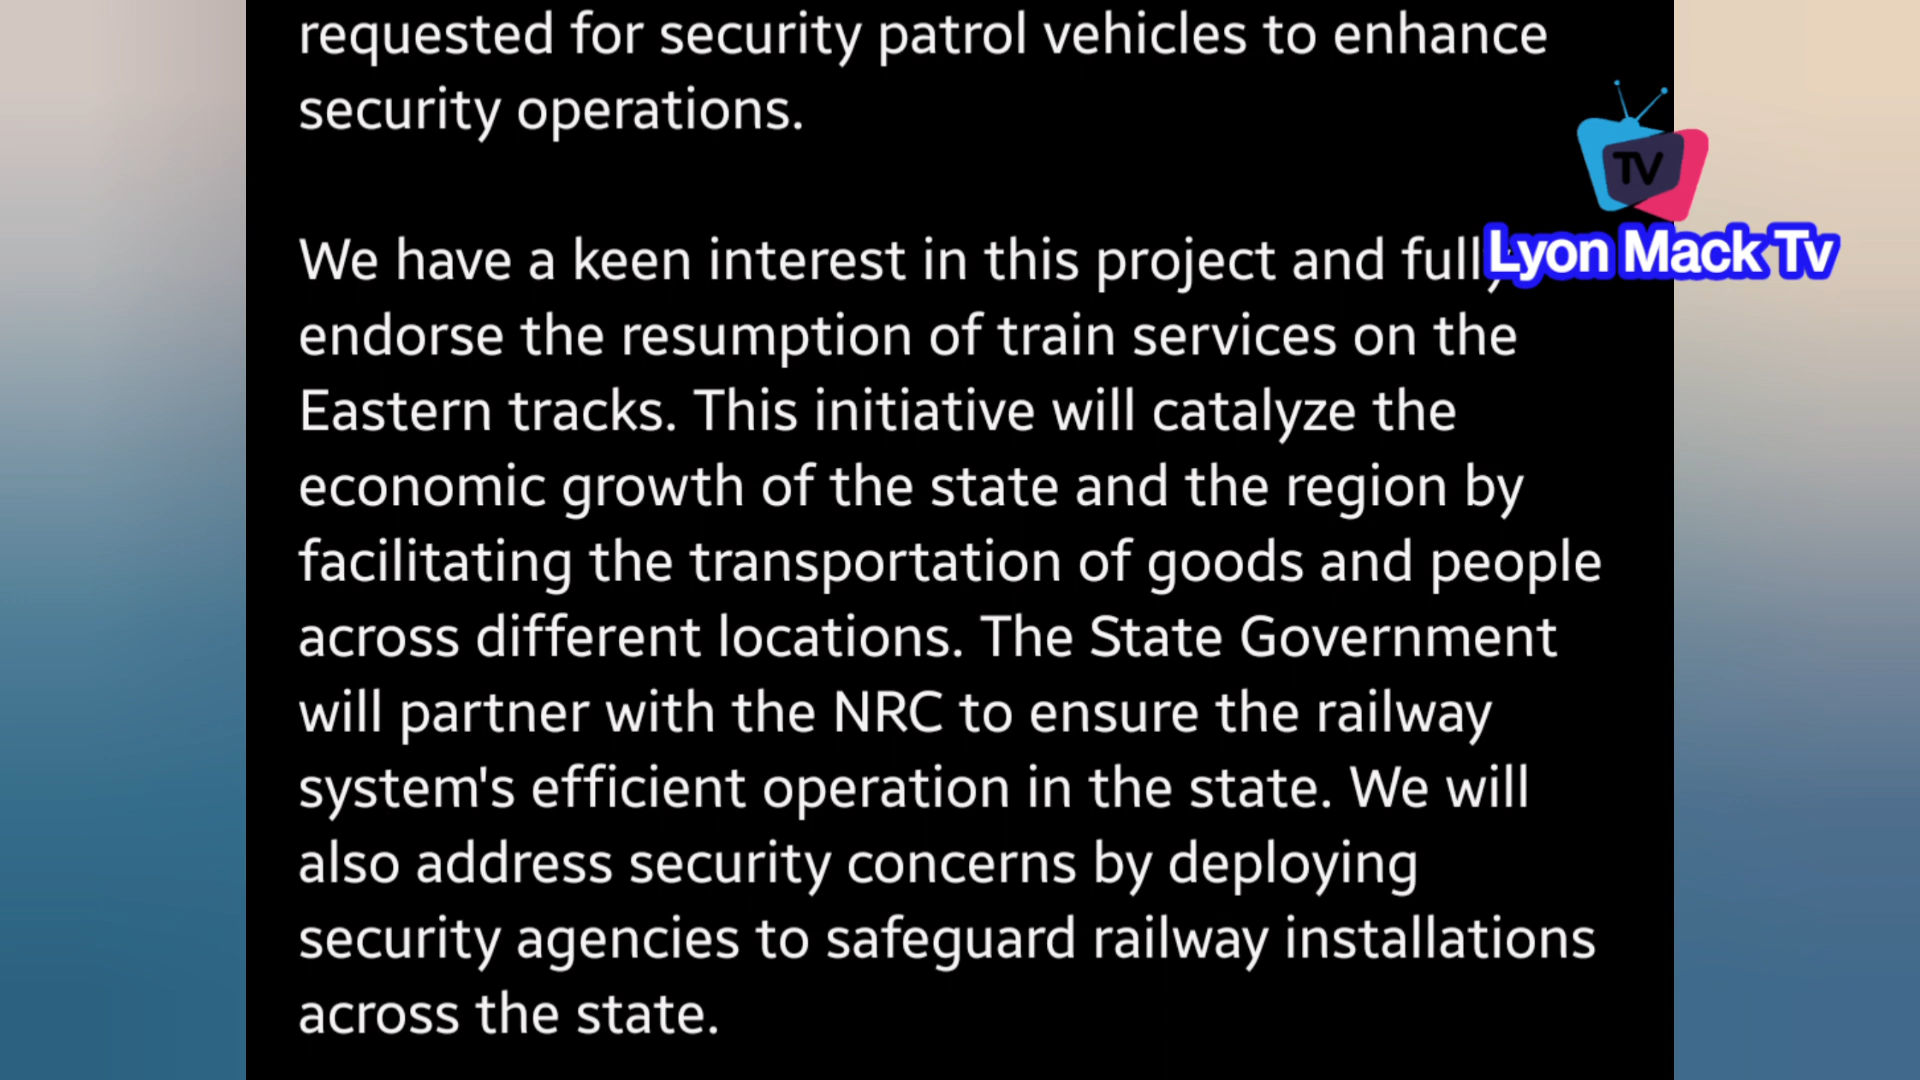 requested for security patrol vehicles to enhance
security operations.
We have a keen interest in this project and fully
endorse the resumption of train services on the
Eastern tracks. This initiative will catalyze the
economic growth of the state and the region by
facilitating the transportation of goods and people
across different locations. The State Government
will partner with the NRC to ensure the railway
system's efficient operation in the state. We will
also address security concerns by deploying
security agencies to safeguard railway installations
across the state.
TV
Lyon Mack Tv